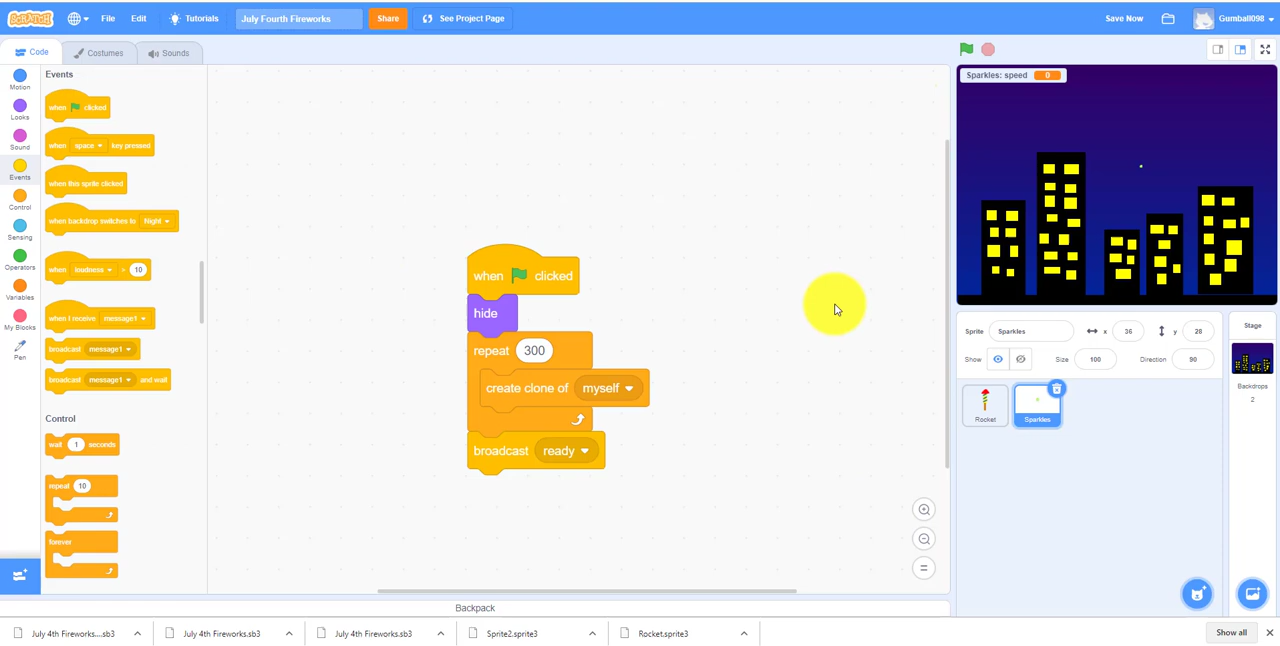 SCRATCH File Edit Tutorials July Fourth Fireworks Share See Project Page Save Now Gumball098
Code Costumes Sounds
Motion
Looks
Sound
Events
Control
Sensing
Operators
Variables
My Blocks
Pen
Events
when clicked
when space key pressed
when this sprite clicked
when backdrop switches to Night
when loudness > 10
when I receive message1
broadcast message1
broadcast message1 and wait
Control
wait 1 seconds
repeat 10
forever
when clicked
hide
repeat 300
create clone of myself
broadcast ready
Backpack
Sparkles: speed 0
Sprite Sparkles x 36 y 28
Show Size 100 Direction 90
Rocket
Sparkles
Stage
Backdrops
2
July 4th Fireworks....sb3 July 4th Fireworks.sb3 July 4th Fireworks.sb3 Sprite2.sprite3 Rocket.sprite3 Show all